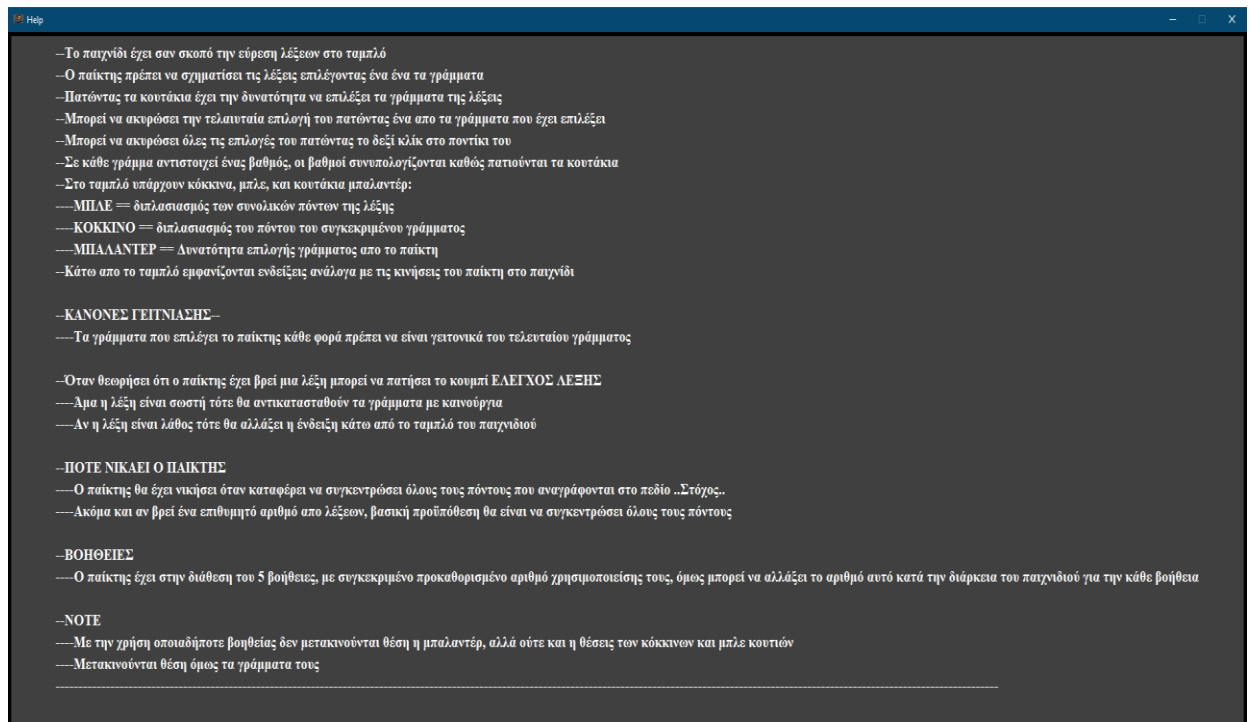 Help
--Το παιχνίδι έχει σαν σκοπό την εύρεση λέξεων στο ταμπλό
--Ο παίκτης πρέπει να σχηματίσει τις λέξεις επιλέγοντας ένα ένα τα γράμματα
--Πατώντας τα κουτάκια έχει την δυνατότητα να επιλέξει τα γράμματα της λέξεις
--Μπορεί να ακυρώσει την τελαιυταία επιλογή του πατώντας ένα απο τα γράμματα που έχει επιλέξει
--Μπορεί να ακυρώσει όλες τις επιλογές του πατώντας το δεξί κλίκ στο ποντίκι του
--Σε κάθε γράμμα αντιστοιχεί ένας βαθμός, οι βαθμοί συνυπολογίζονται καθώς πατιούνται τα κουτάκια
--Στο ταμπλό υπάρχουν κόκκινα, μπλε, και κουτάκια μπαλαντέρ:
----ΜΠΛΕ == διπλασιασμός των συνολικών πόντων της λέξης
----ΚΟΚΚΙΝΟ == διπλασιασμός του πόντου του συγκεκριμένου γράμματος
----ΜΠΑΛΑΝΤΕΡ == Δυνατότητα επιλογής γράμματος απο το παίκτη
--Κάτω απο το ταμπλό εμφανίζονται ενδείξεις ανάλογα με τις κινήσεις του παίκτη στο παιχνίδι
--ΚΑΝΟΝΕΣ ΓΕΙΤΝΙΑΣΗΣ--
----Τα γράμματα που επιλέγει το παίκτης κάθε φορά πρέπει να είναι γειτονικά του τελευταίου γράμματος
--Όταν θεωρήσει ότι ο παίκτης έχει βρεί μια λέξη μπορεί να πατήσει το κουμπί ΕΛΕΓΧΟΣ ΛΕΞΗΣ
----Άμα η λέξη είναι σωστή τότε θα αντικατασταθούν τα γράμματα με καινούργια
----Αν η λέξη είναι λάθος τότε θα αλλάξει η ένδειξη κάτω από το ταμπλό του παιχνιδιού
--ΠΟΤΕ ΝΙΚΑΕΙ Ο ΠΑΙΚΤΗΣ
----Ο παίκτης θα έχει νικήσει όταν καταφέρει να συγκεντρώσει όλους τους πόντους που αναγράφονται στο πεδίο ..Στόχος..
----Ακόμα και αν βρεί ένα επιθυμητό αριθμό απο λέξεων, βασική προϋπόθεση θα είναι να συγκεντρώσει όλους τους πόντους
--ΒΟΗΘΕΙΕΣ
----Ο παίκτης έχει στην διάθεση του 5 βοήθειες, με συγκεκριμένο προκαθορισμένο αριθμό χρησιμοποιείσης τους, όμως μπορεί να αλλάξει το αριθμό αυτό κατά την διάρκεια του παιχνιδιού για την κάθε βοήθεια
--NOTE
----Με την χρήση οποιαδήποτε βοηθείας δεν μετακινούνται θέση η μπαλαντέρ, αλλά ούτε και η θέσεις των κόκκινων και μπλε κουτιών
----Μετακινούνται θέση όμως τα γράμματα τους